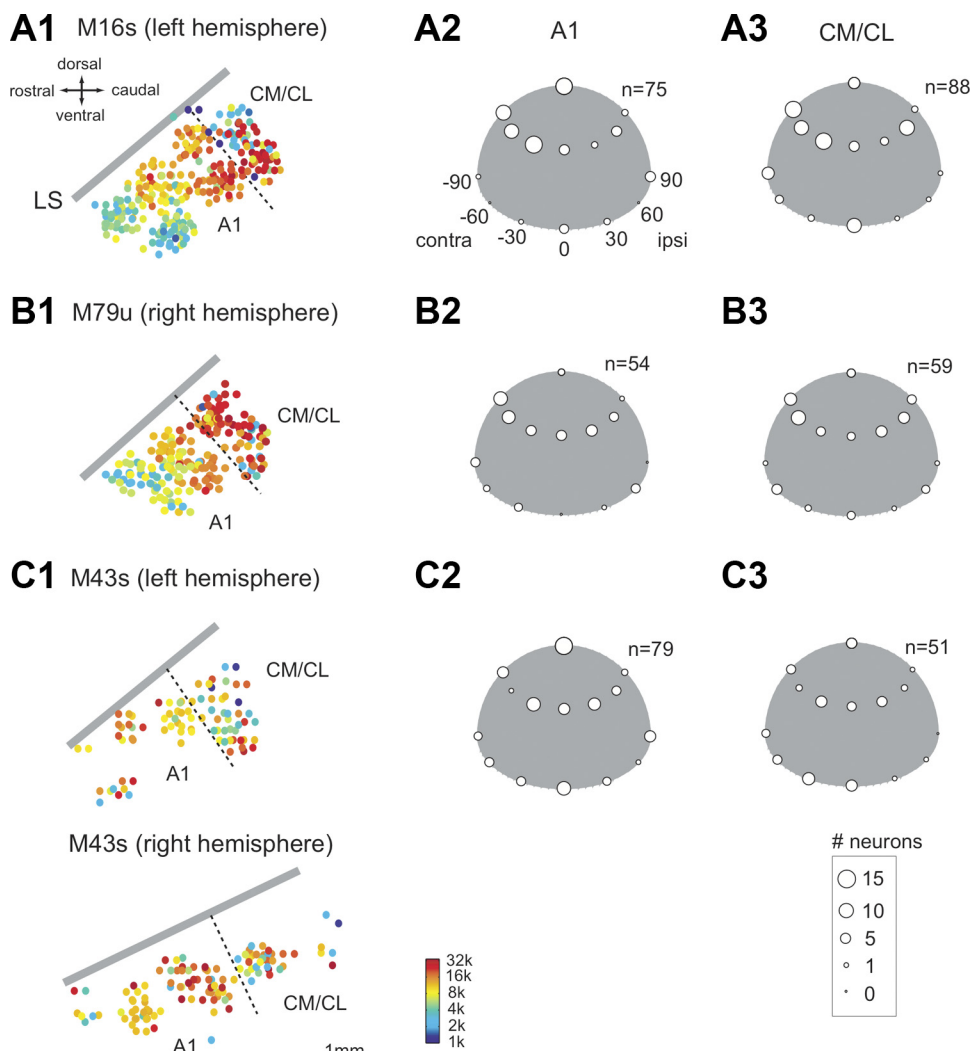 A1 M16s (left hemisphere)
A2 A1
A3 CM/CL
dorsal
rostral caudal
ventral
CM/CL
LS
A1
n=75
-90 90
-60 60
contra -30 30 ipsi
0
n=88
B1 M79u (right hemisphere)
B2
B3
CM/CL
A1
n=54
n=59
C1 M43s (left hemisphere)
C2
C3
CM/CL
A1
n=79
n=51
M43s (right hemisphere)
CM/CL
A1
1mm
32k
16k
8k
4k
2k
1k
# neurons
15
10
5
1
0